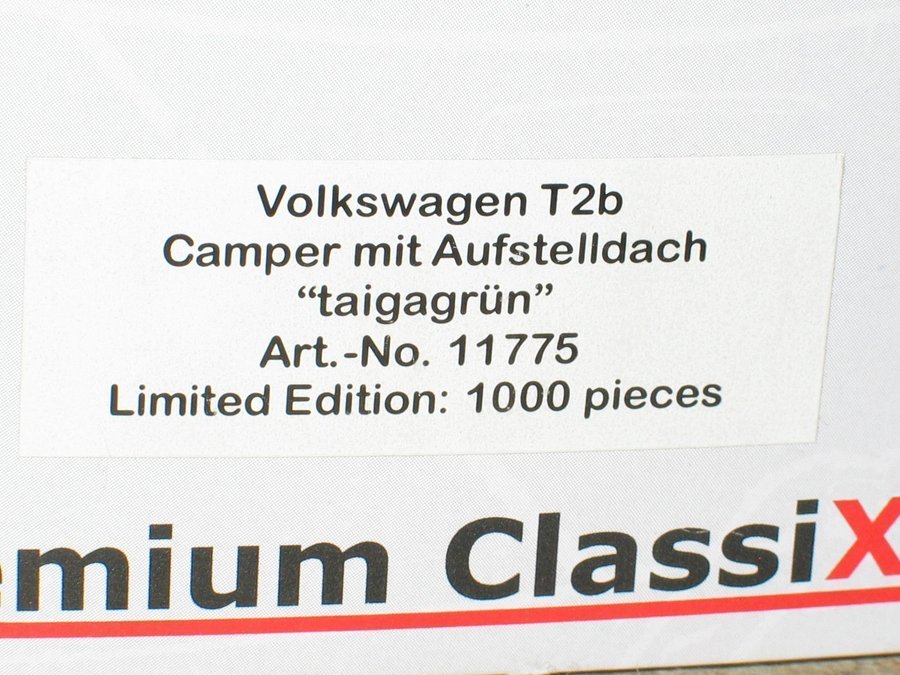 Volkswagen T2b
Camper mit Aufstelldach
“taigagrün”
Art.-No. 11775
Limited Edition: 1000 pieces
emium ClassiX